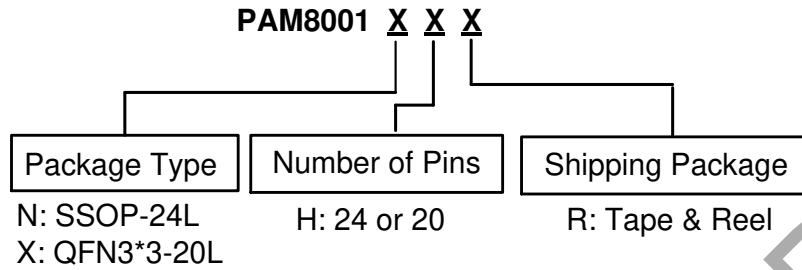 PAM8001 X X X
Package Type
Number of Pins
Shipping Package
N: SSOP-24L
X: QFN3*3-20L
H: 24 or 20
R: Tape & Reel